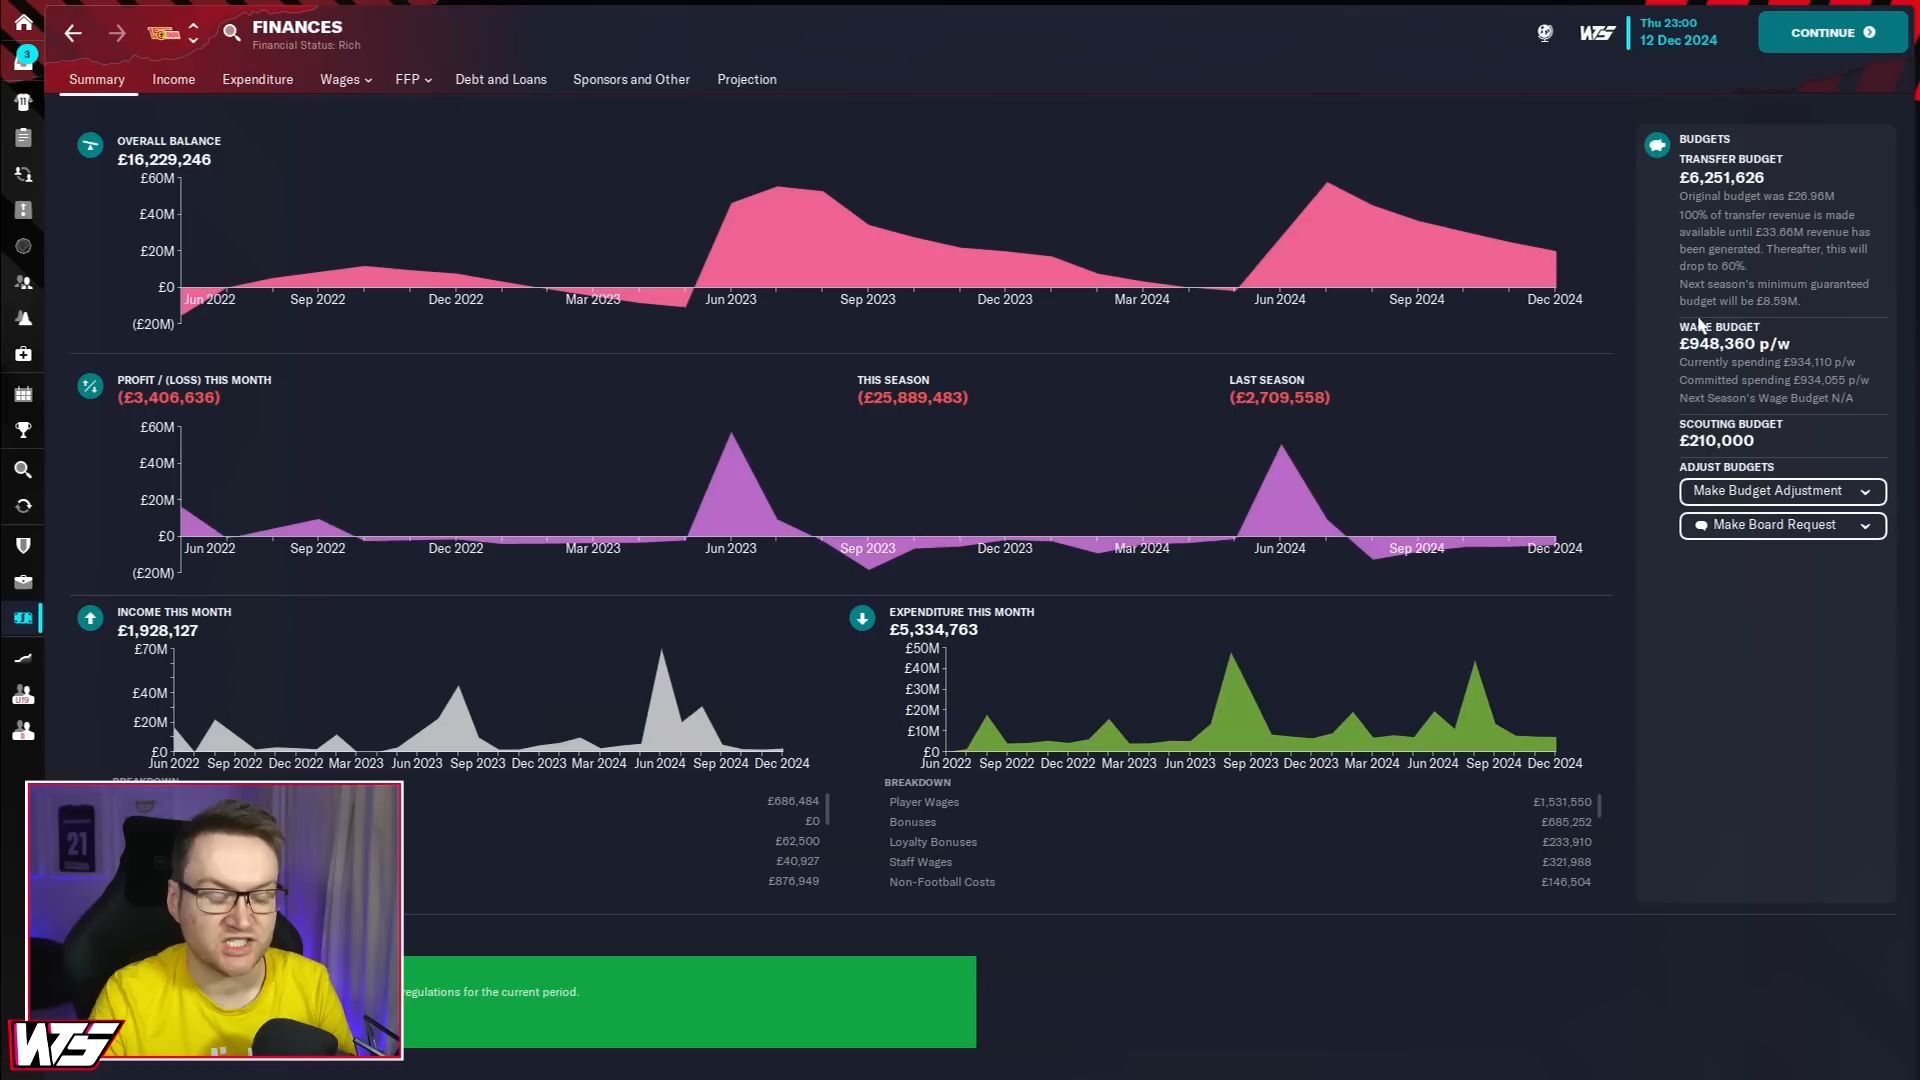 FINANCES
Financial Status: Rich
3
Thu 23:00
12 Dec 2024
CONTINUE
Summary
Income
Expenditure
Wages
FFP
Debt and Loans
Sponsors and Other
Projection
OVERALL BALANCE
£16,229,246
£60M
£40M
£20M
£0
(£20M)
Jun 2022
Sep 2022
Dec 2022
Mar 2023
Jun 2023
Sep 2023
Dec 2023
Mar 2024
Jun 2024
Sep 2024
Dec 2024
PROFIT / (LOSS) THIS MONTH
(£3,406,636)
THIS SEASON
(£25,889,483)
LAST SEASON
(£2,709,558)
£60M
£40M
£20M
£0
(£20M)
Jun 2022
Sep 2022
Dec 2022
Mar 2023
Jun 2023
Sep 2023
Dec 2023
Mar 2024
Jun 2024
Sep 2024
Dec 2024
INCOME THIS MONTH
£1,928,127
£70M
£40M
£20M
£0
Jun 2022
Sep 2022
Dec 2022
Mar 2023
Jun 2023
Sep 2023
Dec 2023
Mar 2024
Jun 2024
Sep 2024
Dec 2024
BREAKDOWN
£686,484
£0
£62,500
£40,927
£876,949
EXPENDITURE THIS MONTH
£5,334,763
£50M
£40M
£30M
£20M
£10M
£0
Jun 2022
Sep 2022
Dec 2022
Mar 2023
Jun 2023
Sep 2023
Dec 2023
Mar 2024
Jun 2024
Sep 2024
Dec 2024
BREAKDOWN
Player Wages £1,531,550
Bonuses £685,252
Loyalty Bonuses £233,910
Staff Wages £321,988
Non-Football Costs £146,504
regulations for the current period.
BUDGETS
TRANSFER BUDGET
£6,251,626
Original budget was £26.96M
100% of transfer revenue is made
available until £33.66M revenue has
been generated. Thereafter, this will
drop to 60%.
Next season's minimum guaranteed
budget will be £8.59M.
WAGE BUDGET
£948,360 p/w
Currently spending £934,110 p/w
Committed spending £934,055 p/w
Next Season's Wage Budget N/A
SCOUTING BUDGET
£210,000
ADJUST BUDGETS
Make Budget Adjustment
Make Board Request
U19
21
WTS
WTS